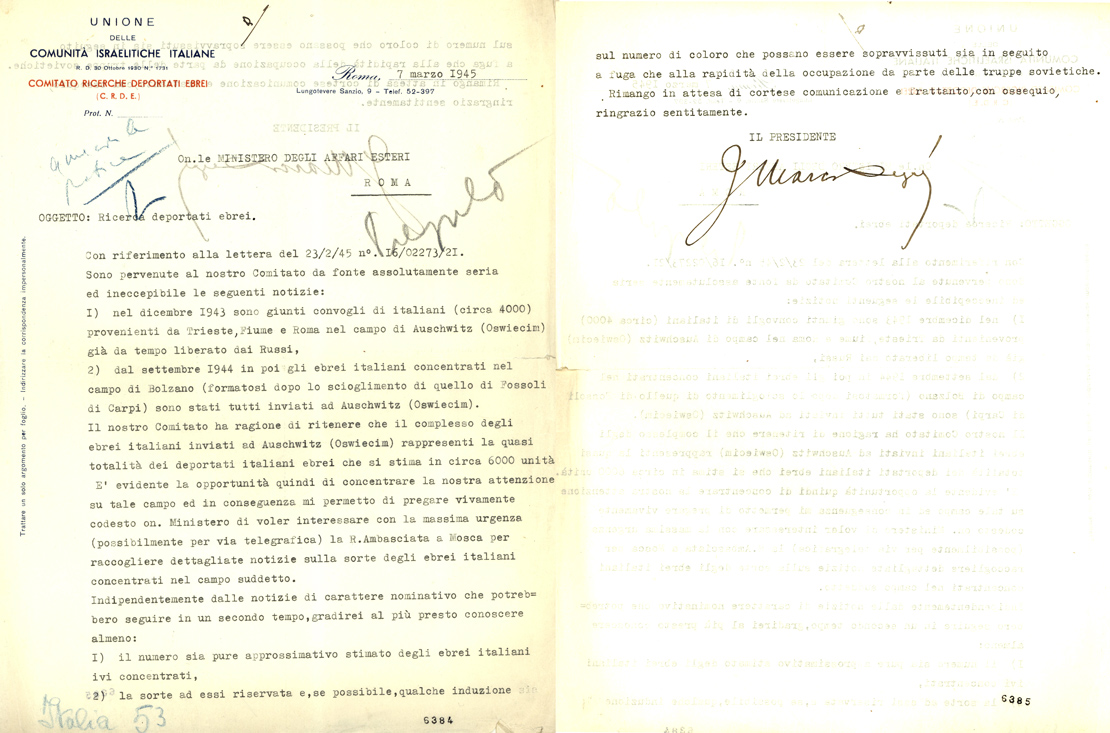 UNIONE
DELLE
COMUNITÀ ISRAELITICHE ITALIANE
R. D. 30 Ottobre 1930 N.° 1731
COMITATO RICERCHE DEPORTATI EBREI
(C. R. D. E.)
Prot. N.
Roma, 7 marzo 1945
Lungotevere Sanzio, 9 - Telef. 52-397
On.le MINISTERO DEGLI AFFARI ESTERI
ROMA
OGGETTO: Ricerca deportati ebrei.
Con riferimento alla lettera del 23/2/45 n°.I6/02273/2I.
Sono pervenute al nostro Comitato da fonte assolutamente seria
ed ineccepibile le seguenti notizie:
I) nel dicembre I943 sono giunti convogli di italiani (circa 4000)
provenienti da Trieste,Fiume e Roma nel campo di Auschwitz (Oswiecim)
già da tempo liberato dai Russi,
2) dal settembre I944 in poi gli ebrei italiani concentrati nel
campo di Bolzano (formatosi dopo lo scioglimento di quello di Fossoli
di Carpi) sono stati tutti inviati ad Auschwitz (Oswiecim).
Il nostro Comitato ha ragione di ritenere che il complesso degli
ebrei italiani inviati ad Auschwitz (Oswiecim) rappresenti la quasi
totalità dei deportati italiani ebrei che si stima in circa 6000 unità
E' evidente la opportunità quindi di concentrare la nostra attenzione
su tale campo ed in conseguenza mi permetto di pregare vivamente
codesto on. Ministero di voler interessare con la massima urgenza
(possibilmente per via telegrafica) la R.Ambasciata a Mosca per
raccogliere dettagliate notizie sulla sorte degli ebrei italiani
concentrati nel campo suddetto.
Indipendentemente dalle notizie di carattere nominativo che potreb=
bero seguire in un secondo tempo,gradirei al più presto conoscere
almeno:
I) il numero sia pure approssimativo stimato degli ebrei italiani
ivi concentrati,
2) la sorte ad essi riservata e,se possibile,qualche induzione
Trattare un solo argomento per foglio. - Indirizzare la corrispondenza impersonalmente.
Italia 53
6384
sul numero di coloro che possano essere sopravvissuti sia in seguito
a fuga che alla rapidità della occupazione da parte delle truppe sovietiche.
Rimango in attesa di cortese comunicazione e frattanto,con ossequio,
ringrazio sentitamente.
IL PRESIDENTE
6385